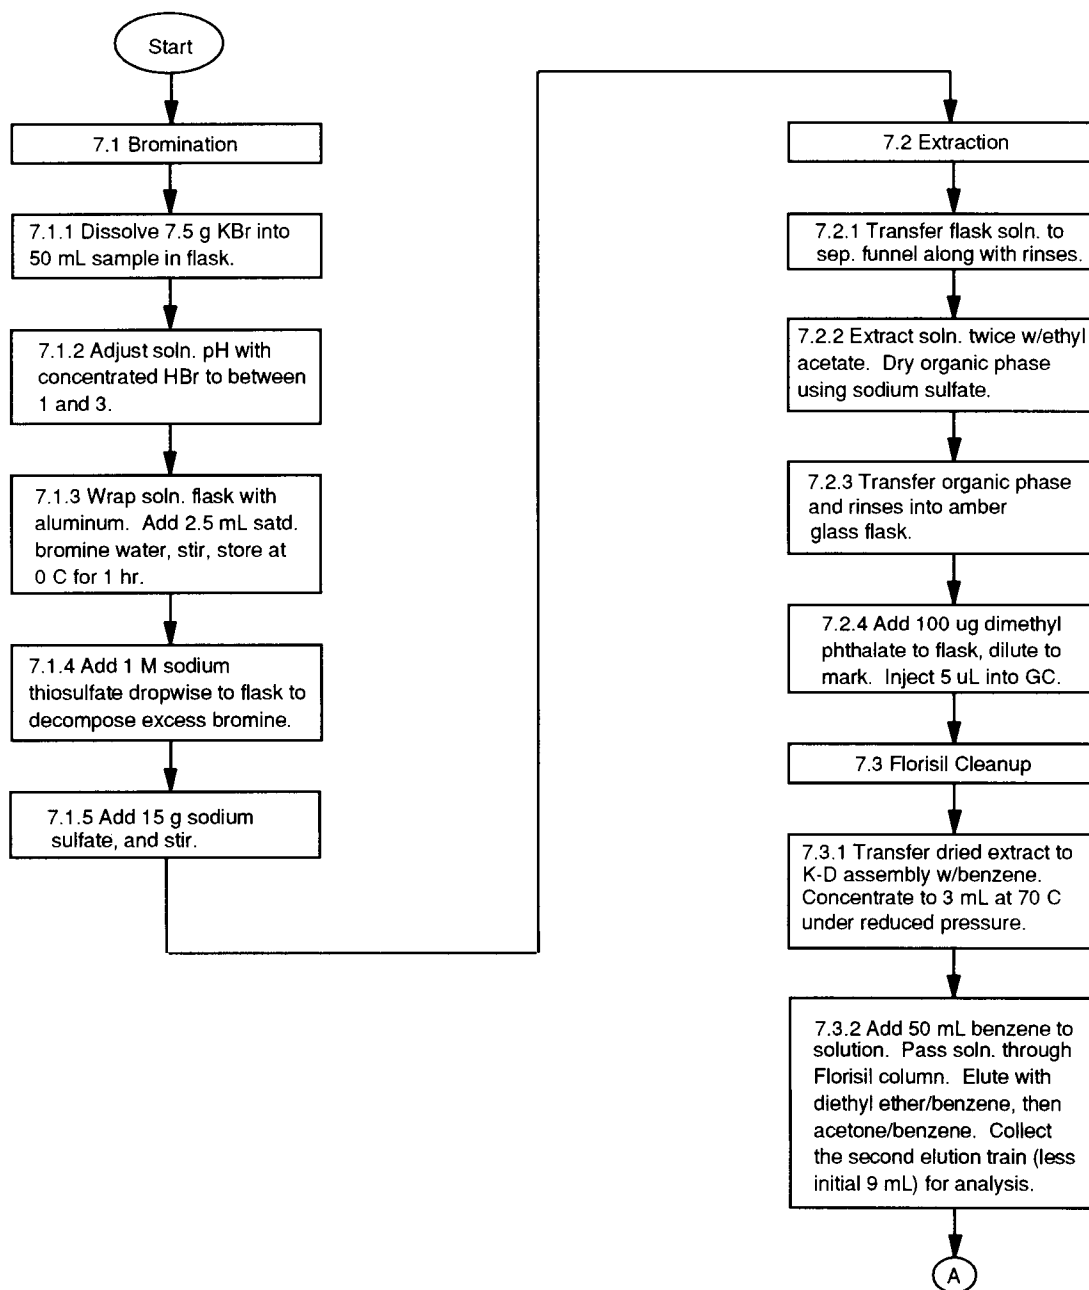 Start
7.1 Bromination
7.1.1 Dissolve 7.5 g KBr into
50 mL sample in flask.
7.1.2 Adjust soln. pH with
concentrated HBr to between
1 and 3.
7.1.3 Wrap soln. flask with
aluminum. Add 2.5 mL satd.
bromine water, stir, store at
0 C for 1 hr.
7.1.4 Add 1 M sodium
thiosulfate dropwise to flask to
decompose excess bromine.
7.1.5 Add 15 g sodium
sulfate, and stir.
7.2 Extraction
7.2.1 Transfer flask soln. to
sep. funnel along with rinses.
7.2.2 Extract soln. twice w/ethyl
acetate. Dry organic phase
using sodium sulfate.
7.2.3 Transfer organic phase
and rinses into amber
glass flask.
7.2.4 Add 100 ug dimethyl
phthalate to flask, dilute to
mark. Inject 5 uL into GC.
7.3 Florisil Cleanup
7.3.1 Transfer dried extract to
K-D assembly w/benzene.
Concentrate to 3 mL at 70 C
under reduced pressure.
7.3.2 Add 50 mL benzene to
solution. Pass soln. through
Florisil column. Elute with
diethyl ether/benzene, then
acetone/benzene. Collect
the second elution train (less
initial 9 mL) for analysis.
A